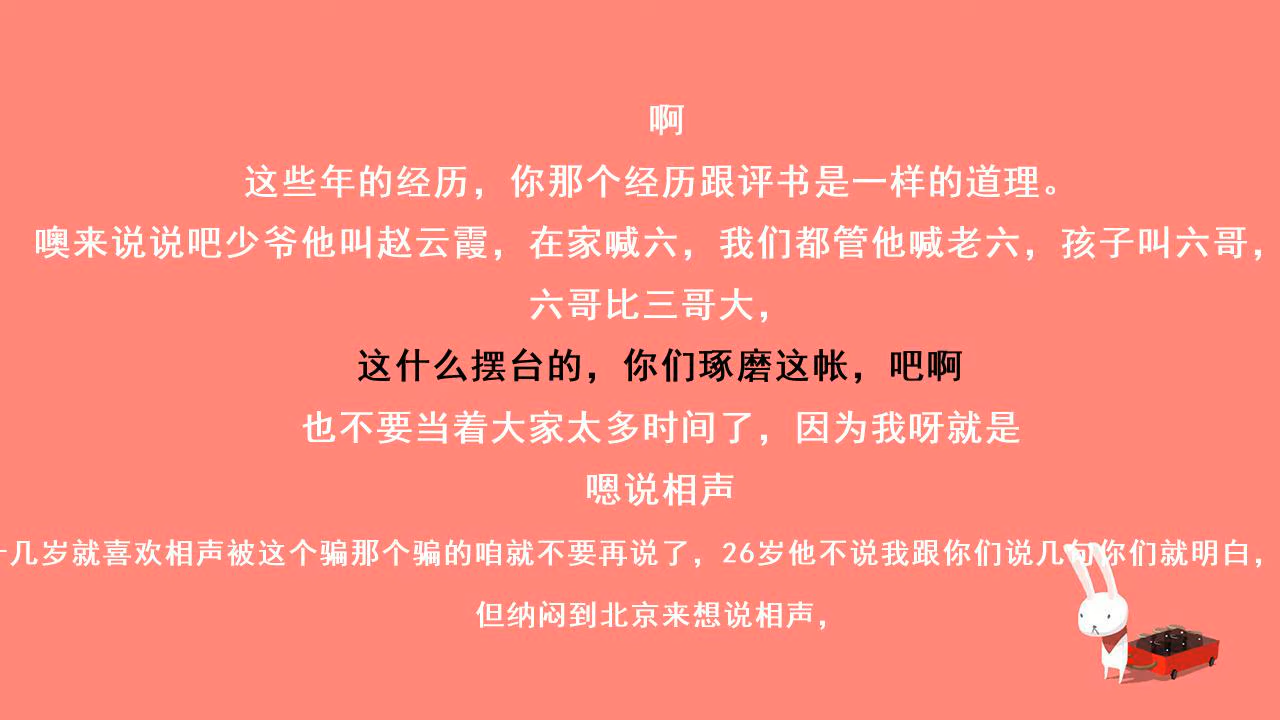 啊
这些年的经历，你那个经历跟评书是一样的道理。
噢来说说吧少爷他叫赵云霞，在家喊六，我们都管他喊老六，孩子叫六哥，
六哥比三哥大，
这什么摆台的，你们琢磨这帐，吧啊
也不要当着大家太多时间了，因为我呀就是
嗯说相声
几岁就喜欢相声被这个骗那个骗的咱就不要再说了，26岁他不说我跟你们说几句你们就明白，
但纳闷到北京来想说相声，